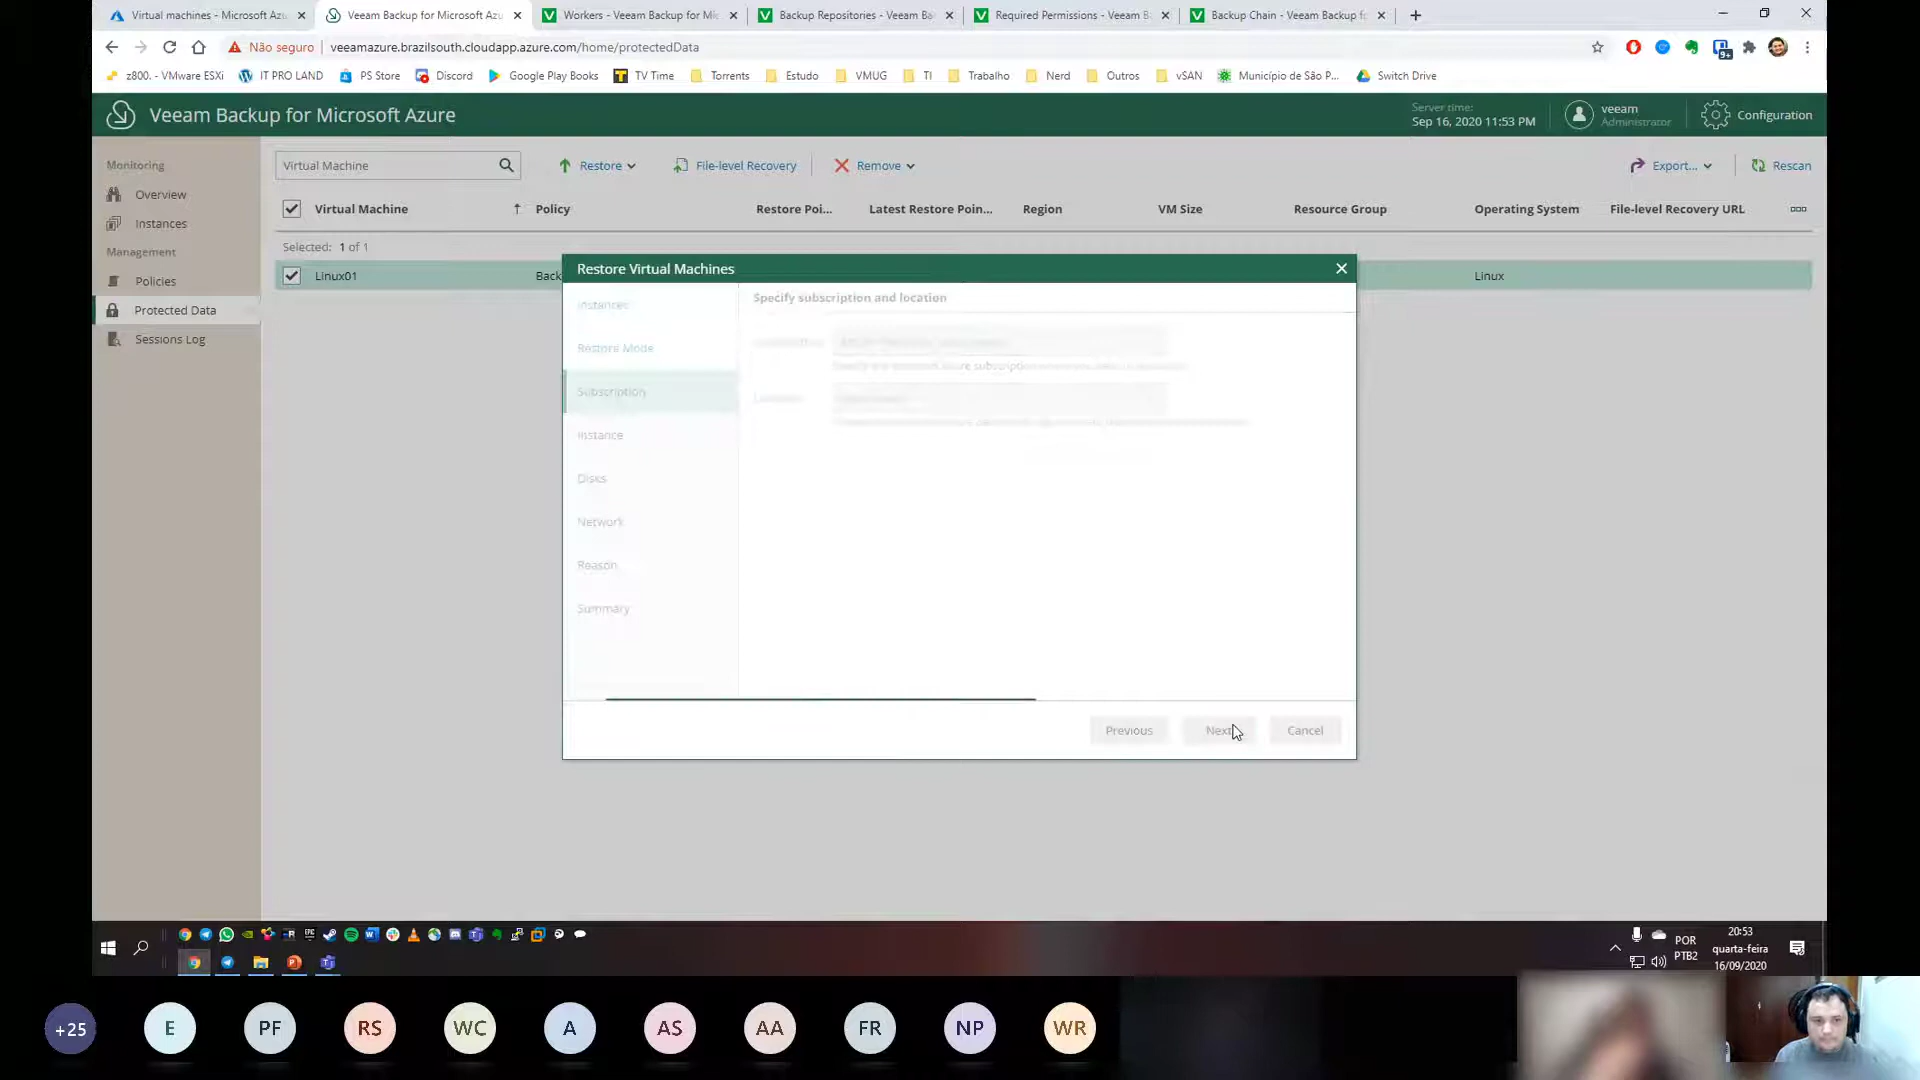 Virtual machines - Microsoft Azu
Veeam Backup for Microsoft Azu
Workers - Veeam Backup for Mi
Backup Repositories - Veeam Ba
Required Permissions - Veeam B
Backup Chain - Veeam Backup f
Não seguro
veeamazure.brazilsouth.cloudapp.azure.com/home/protectedData
9+
z800. - VMware ESXi
IT PRO LAND
PS Store
Discord
Google Play Books
TV Time
Torrents
Estudo
VMUG
TI
Trabalho
Nerd
Outros
vSAN
Município de São P...
Switch Drive
Veeam Backup for Microsoft Azure
Server time:
Sep 16, 2020 11:53 PM
veeam
Administrator
Configuration
Monitoring
Overview
Instances
Management
Policies
Protected Data
Sessions Log
Virtual Machine
Restore
File-level Recovery
Remove
Export...
Rescan
Virtual Machine
Policy
Restore Poi...
Latest Restore Poin...
Region
VM Size
Resource Group
Operating System
File-level Recovery URL
Selected: 1 of 1
Linux01
Back
Linux
Restore Virtual Machines
Instances
Restore Mode
Subscription
Instance
Disks
Network
Reason
Summary
Specify subscription and location
Previous
Next
Cancel
POR
PTB2
20:53
quarta-feira
16/09/2020
+25
E
PF
RS
WC
A
AS
AA
FR
NP
WR